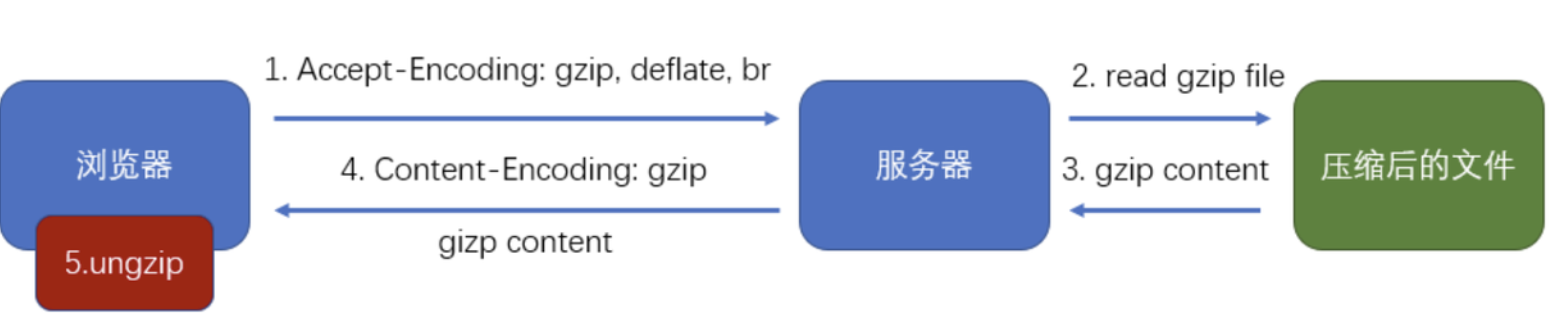 1. Accept-Encoding: gzip, deflate, br
2. read gzip file
浏览器
4. Content-Encoding: gzip
服务器
3. gzip content
压缩后的文件
gizp content
5.ungzip